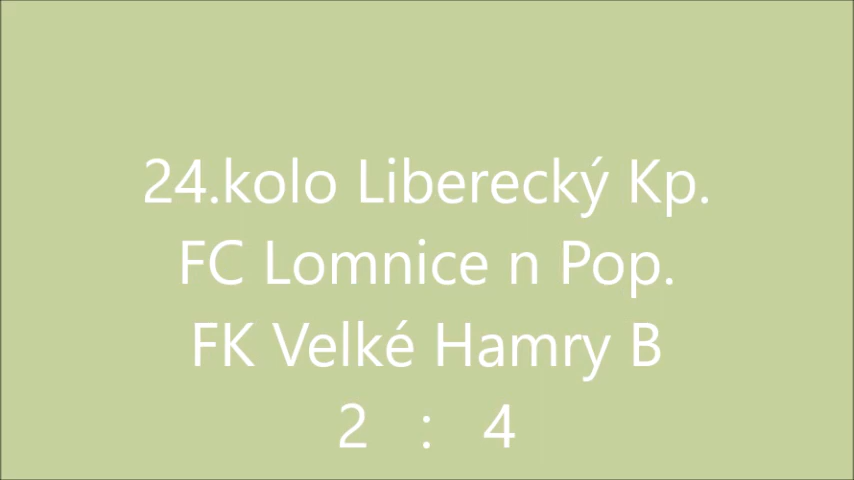 24.kolo Liberecký Kp.
FC Lomnice n Pop.
FK Velké Hamry B
2 : 4